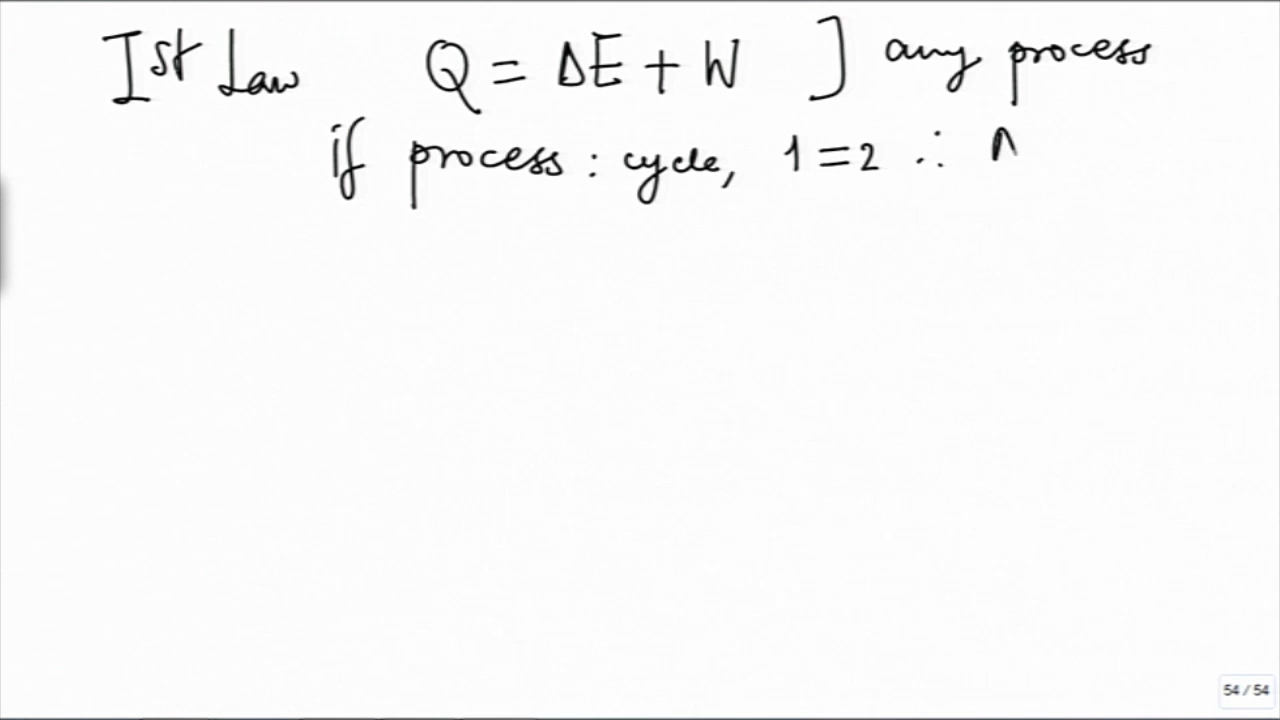 Ist Law Q = ΔE + W ] any process
if process : cycle, 1 = 2 ∴
54 / 54